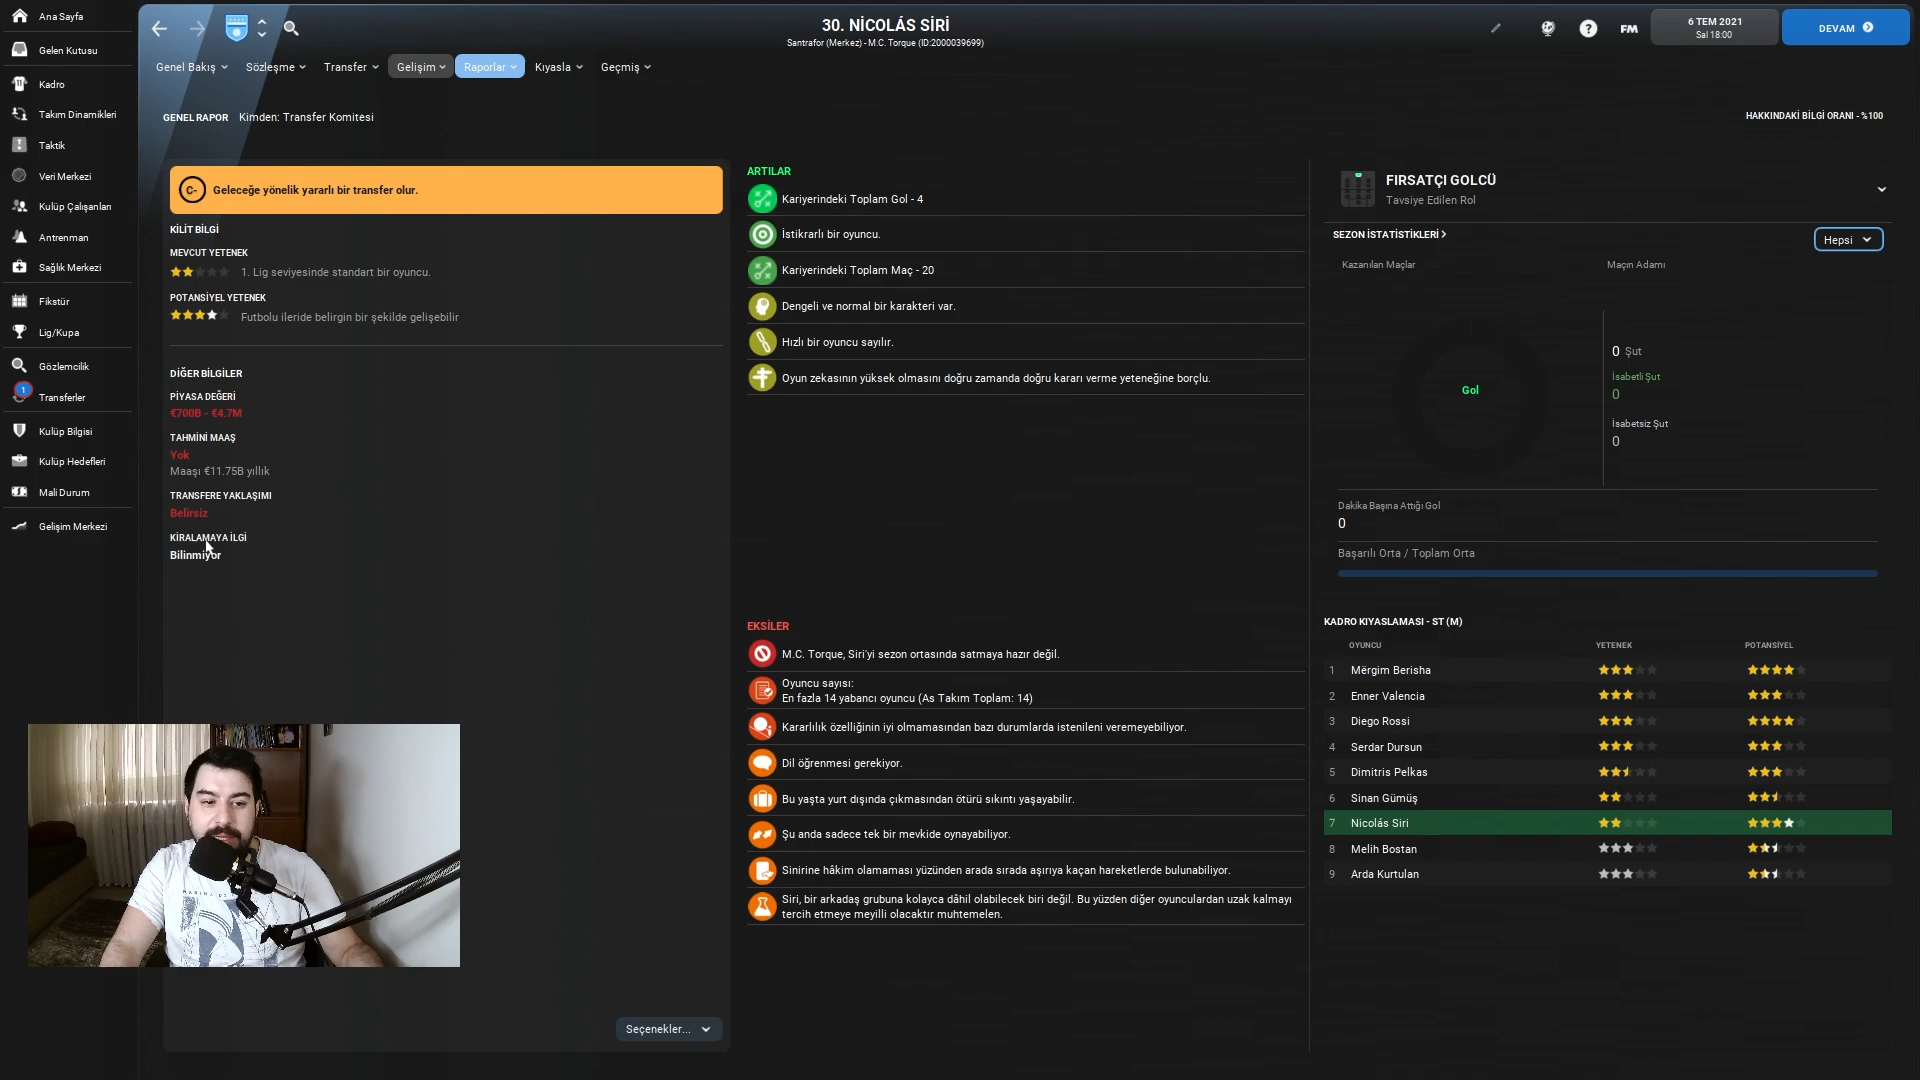 Ana Sayfa
Gelen Kutusu
Kadro
Takım Dinamikleri
Taktik
Veri Merkezi
Kulüp Çalışanları
Antrenman
Sağlık Merkezi
Fikstür
Lig/Kupa
Gözlemcilik
1
Transferler
Kulüp Bilgisi
Kulüp Hedefleri
Mali Durum
Gelişim Merkezi
30. NİCOLÁS SİRİ
Santrafor (Merkez) - M.C. Torque (ID:2000039699)
FM
6 TEM 2021
Sal 18:00
DEVAM
Genel Bakış
Sözleşme
Transfer
Gelişim
Raporlar
Kıyasla
Geçmiş
GENEL RAPOR Kimden: Transfer Komitesi
HAKKINDAKİ BİLGİ ORANI - %100
C- Geleceğe yönelik yararlı bir transfer olur.
KİLİT BİLGİ
MEVCUT YETENEK
1. Lig seviyesinde standart bir oyuncu.
POTANSİYEL YETENEK
Futbolu ileride belirgin bir şekilde gelişebilir
DİĞER BİLGİLER
PİYASA DEĞERİ
€700B - €4.7M
TAHMİNİ MAAŞ
Yok
Maaşı €11.75B yıllık
TRANSFERE YAKLAŞIMI
Belirsiz
KİRALAMAYA İLGİ
Bilinmiyor
Seçenekler...
ARTILAR
Kariyerindeki Toplam Gol - 4
İstikrarlı bir oyuncu.
Kariyerindeki Toplam Maç - 20
Dengeli ve normal bir karakteri var.
Hızlı bir oyuncu sayılır.
Oyun zekasının yüksek olmasını doğru zamanda doğru kararı verme yeteneğine borçlu.
EKSİLER
M.C. Torque, Siri'yi sezon ortasında satmaya hazır değil.
Oyuncu sayısı:
En fazla 14 yabancı oyuncu (As Takım Toplam: 14)
Kararlılık özelliğinin iyi olmamasından bazı durumlarda istenileni veremeyebiliyor.
Dil öğrenmesi gerekiyor.
Bu yaşta yurt dışında çıkmasından ötürü sıkıntı yaşayabilir.
Şu anda sadece tek bir mevkide oynayabiliyor.
Sinirine hâkim olamaması yüzünden arada sırada aşırıya kaçan hareketlerde bulunabiliyor.
Siri, bir arkadaş grubuna kolayca dâhil olabilecek biri değil. Bu yüzden diğer oyunculardan uzak kalmayı
tercih etmeye meyilli olacaktır muhtemelen.
FIRSATÇI GOLCÜ
Tavsiye Edilen Rol
SEZON İSTATİSTİKLERİ
Hepsi
Kazanılan Maçlar
Maçın Adamı
Gol
0 Şut
İsabetli Şut
0
İsabetsiz Şut
0
Dakika Başına Attığı Gol
0
Başarılı Orta / Toplam Orta
KADRO KIYASLAMASI - ST (M)
OYUNCU YETENEK POTANSİYEL
1 Mërgim Berisha
2 Enner Valencia
3 Diego Rossi
4 Serdar Dursun
5 Dimitris Pelkas
6 Sinan Gümüş
7 Nicolás Siri
8 Melih Bostan
9 Arda Kurtulan